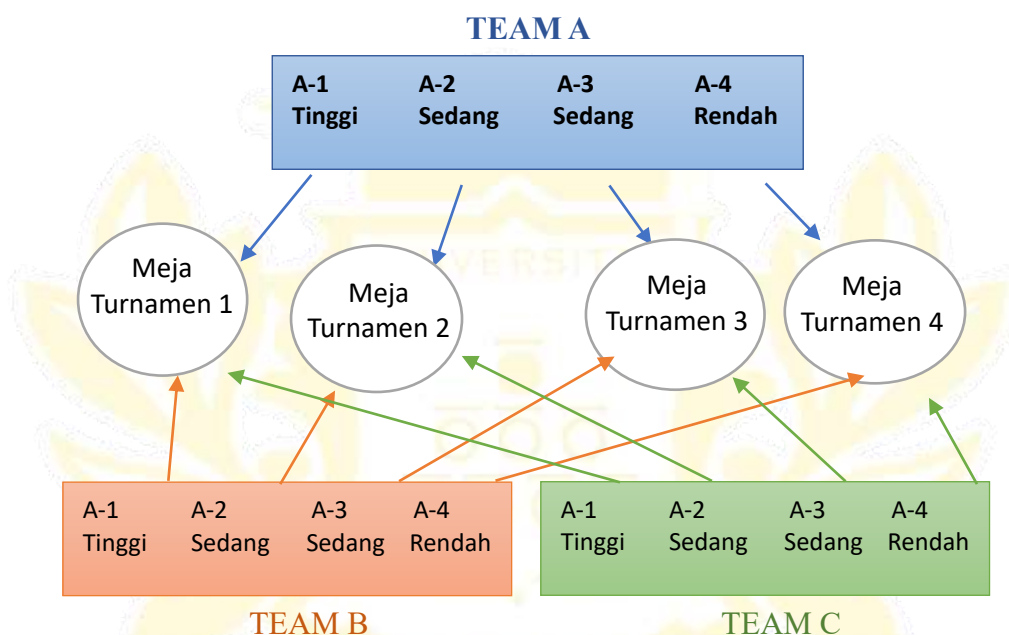 TEAM A
A-1 A-2 A-3 A-4
Tinggi Sedang Sedang Rendah
Meja
Turnamen 1
Meja
Turnamen 2
Meja
Turnamen 3
Meja
Turnamen 4
VERSIT
A-1 A-2 A-3 A-4
Tinggi Sedang Sedang Rendah
A-1 A-2 A-3 A-4
Tinggi Sedang Sedang Rendah
TEAM B
TEAM C